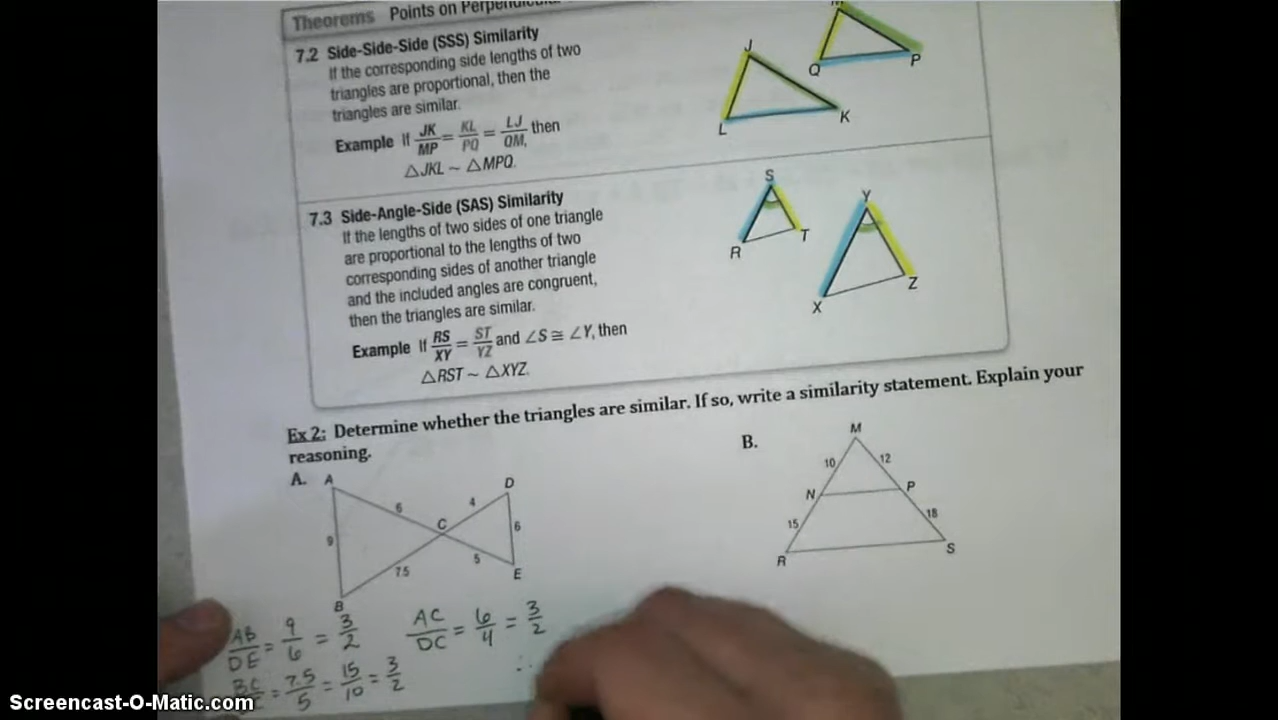 Theorems Points on
7.2 Side-Side-Side (SSS) Similarity
If the corresponding side lengths of two
triangles are proportional, then the
triangles are similar.
Example If JK/MP = KL/PQ = LJ/QM, then
△JKL ~ △MPQ.
J
K
L
Q
P
7.3 Side-Angle-Side (SAS) Similarity
If the lengths of two sides of one triangle
are proportional to the lengths of two
corresponding sides of another triangle
and the included angles are congruent,
then the triangles are similar.
Example If RS/XY = ST/YZ and ∠S ≅ ∠Y, then
△RST ~ △XYZ.
S
R
T
Y
X
Z
Ex 2: Determine whether the triangles are similar. If so, write a similarity statement. Explain your
reasoning.
A.
A
D
6
4
C
9
6
7.5
5
E
B
B.
M
10
12
N
P
15
18
R
S
AB/DE = 9/6 = 3/2
AC/DC = 6/4 = 3/2
= 7.5/5 = 15/10 = 3/2
∴
Screencast-O-Matic.com